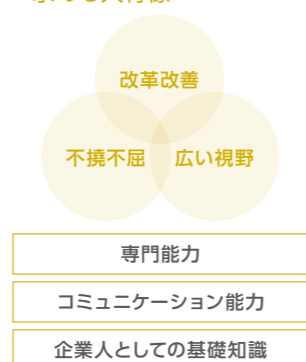 改革改善
不撓不屈
広い視野
専門能力
コミュニケーション能力
企業人としての基礎知識